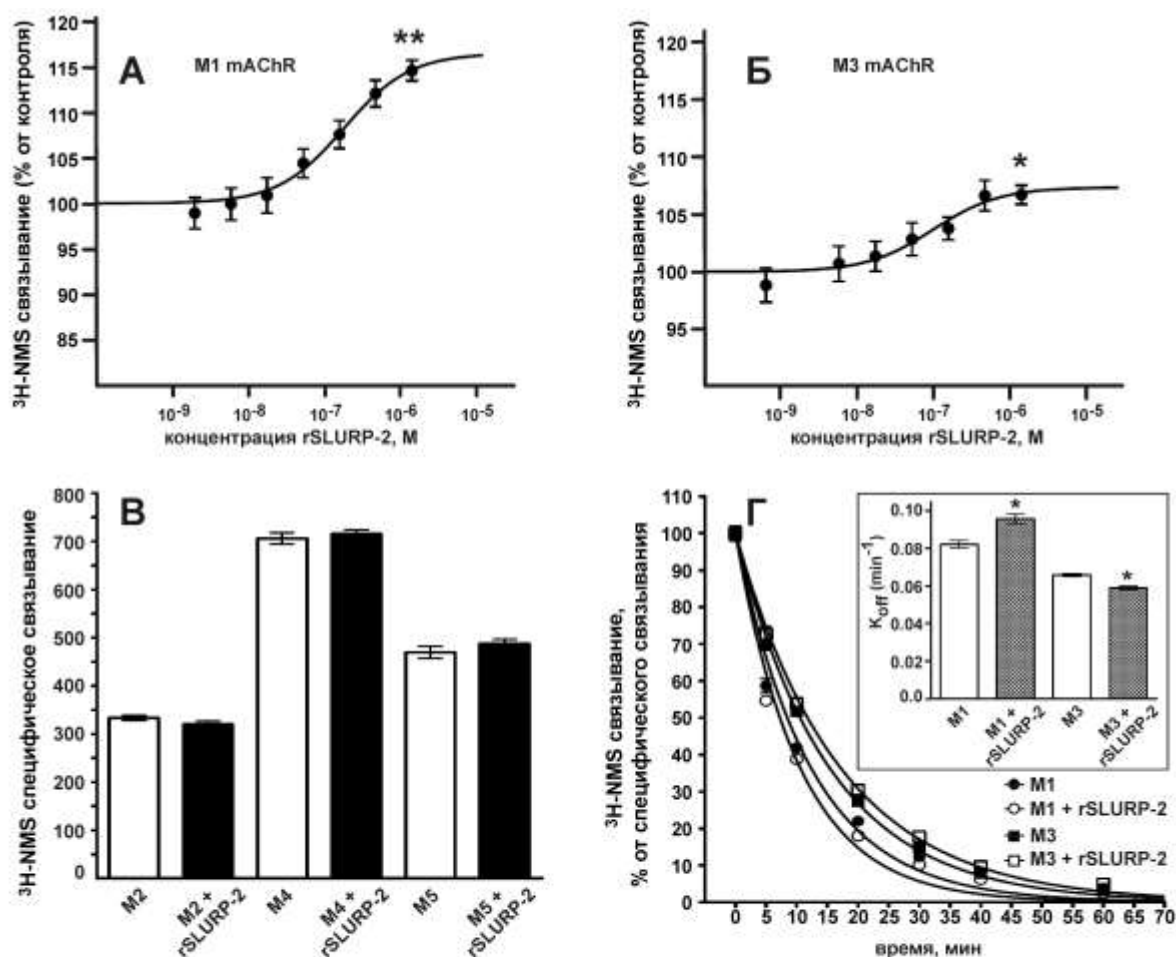 А
M1 mAChR
**
³H-NMS связывание (% от контроля)
120
115
110
105
100
95
90
85
10⁻⁹ 10⁻⁸ 10⁻⁷ 10⁻⁶ 10⁻⁵
концентрация rSLURP-2, М
Б
M3 mAChR
*
³H-NMS связывание (% от контроля)
120
115
110
105
100
95
10⁻⁹ 10⁻⁸ 10⁻⁷ 10⁻⁶ 10⁻⁵
концентрация rSLURP-2, М
В
³H-NMS специфическое связывание
800
700
600
500
400
300
200
100
0
M2
M2 +
rSLURP-2
M4
M4 +
rSLURP-2
M5
M5 +
rSLURP-2
Г
³H-NMS связывание,
% от специфического связывания
110
100
90
80
70
60
50
40
30
20
10
0
0 5 10 15 20 25 30 35 40 45 50 55 60 65 70
время, мин
K off (min⁻¹)
0.10
0.08
0.06
0.04
0.02
0.0
*
*
M1
M1 +
rSLURP-2
M3
M3 +
rSLURP-2
M1
M1 + rSLURP-2
M3
M3 + rSLURP-2